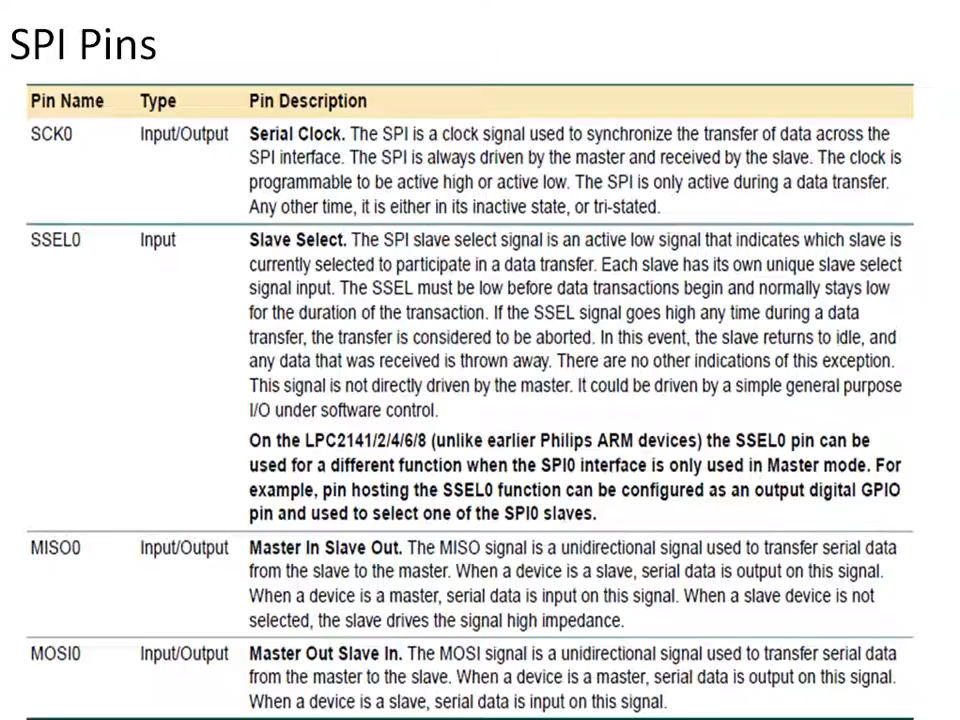 SPI Pins
Pin Name Type Pin Description
SCK0 Input/Output Serial Clock. The SPI is a clock signal used to synchronize the transfer of data across the
SPI interface. The SPI is always driven by the master and received by the slave. The clock is
programmable to be active high or active low. The SPI is only active during a data transfer.
Any other time, it is either in its inactive state, or tri-stated.
SSEL0 Input Slave Select. The SPI slave select signal is an active low signal that indicates which slave is
currently selected to participate in a data transfer. Each slave has its own unique slave select
signal input. The SSEL must be low before data transactions begin and normally stays low
for the duration of the transaction. If the SSEL signal goes high any time during a data
transfer, the transfer is considered to be aborted. In this event, the slave returns to idle, and
any data that was received is thrown away. There are no other indications of this exception.
This signal is not directly driven by the master. It could be driven by a simple general purpose
I/O under software control.
On the LPC2141/2/4/6/8 (unlike earlier Philips ARM devices) the SSEL0 pin can be
used for a different function when the SPI0 interface is only used in Master mode. For
example, pin hosting the SSEL0 function can be configured as an output digital GPIO
pin and used to select one of the SPI0 slaves.
MISO0 Input/Output Master In Slave Out. The MISO signal is a unidirectional signal used to transfer serial data
from the slave to the master. When a device is a slave, serial data is output on this signal.
When a device is a master, serial data is input on this signal. When a slave device is not
selected, the slave drives the signal high impedance.
MOSI0 Input/Output Master Out Slave In. The MOSI signal is a unidirectional signal used to transfer serial data
from the master to the slave. When a device is a master, serial data is output on this signal.
When a device is a slave, serial data is input on this signal.